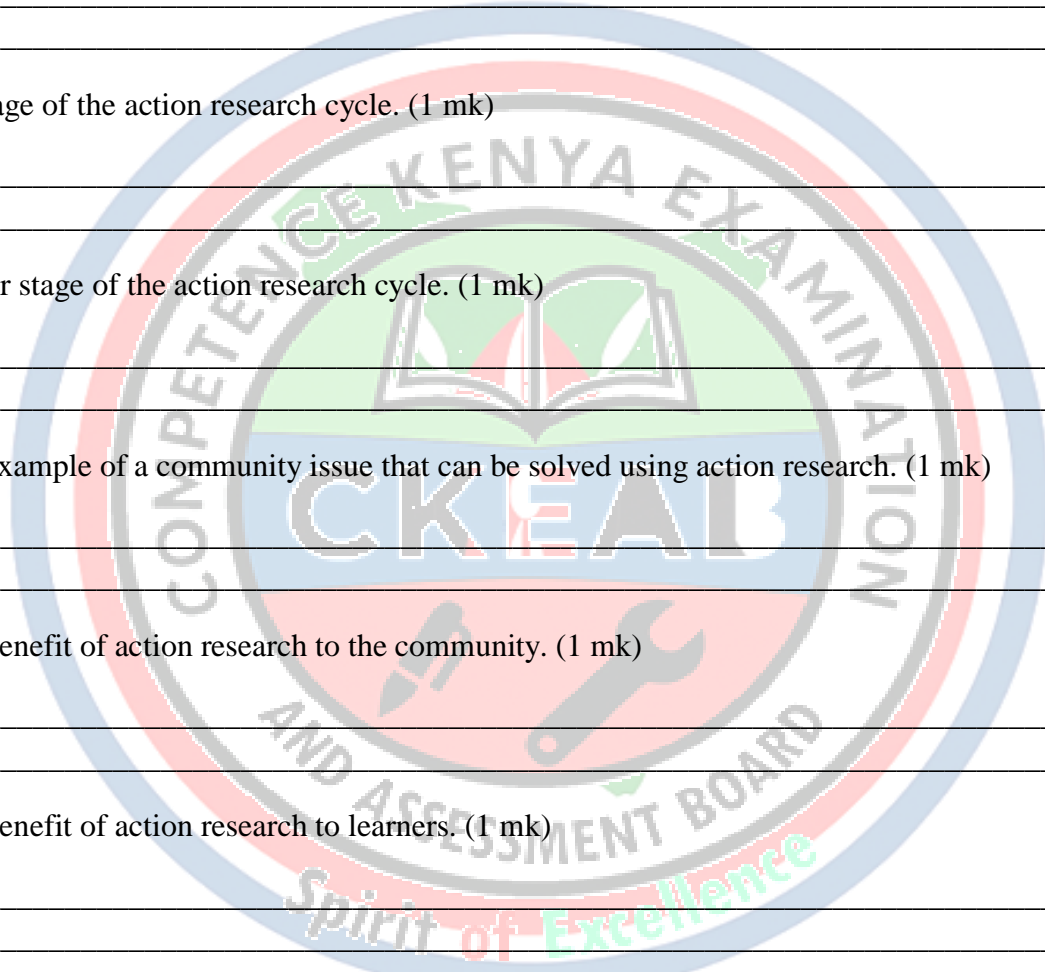 age of the action research cycle. (1 mk)
r stage of the action research cycle. (1 mk)
xample of a community issue that can be solved using action research. (1 mk)
enefit of action research to the community. (1 mk)
enefit of action research to learners. (1 mk)
COMPETENCE KENYA EXAMINATION
CKEAB
AND ASSESSMENT BOARD
Spirit of Excellence